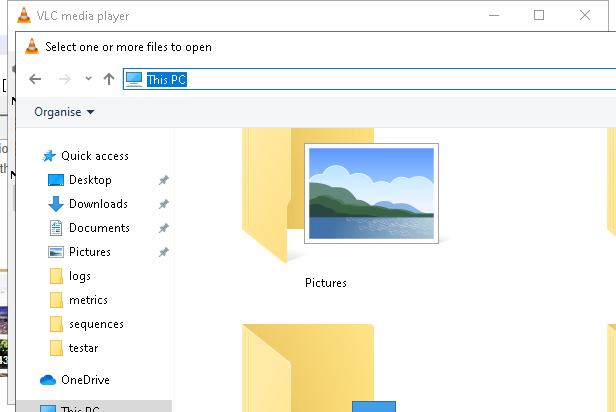 VLC media player
Select one or more files to open
This PC
Organise
Quick access
Desktop
Downloads
Documents
Pictures
logs
metrics
sequences
testar
OneDrive
This PC
Pictures